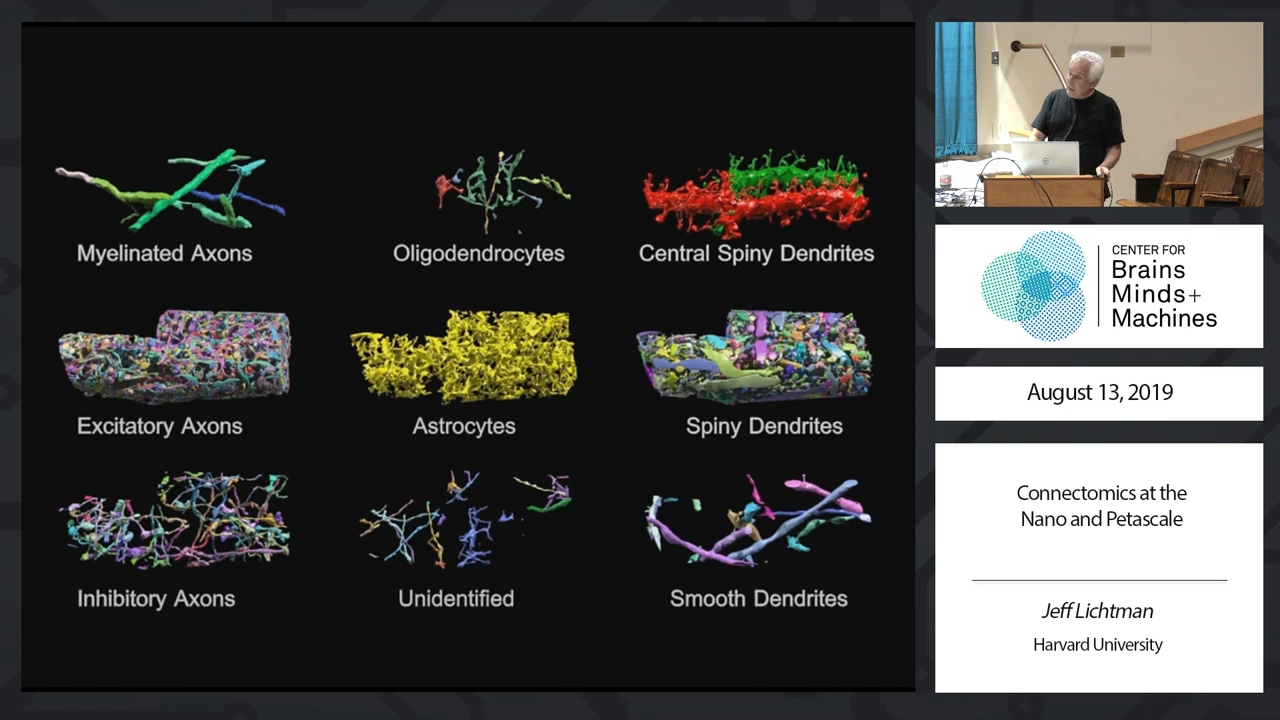 Myelinated Axons
Oligodendrocytes
Central Spiny Dendrites
Excitatory Axons
Astrocytes
Spiny Dendrites
Inhibitory Axons
Unidentified
Smooth Dendrites
CENTER FOR
Brains
Minds+
Machines
August 13, 2019
Connectomics at the
Nano and Petascale
Jeff Lichtman
Harvard University